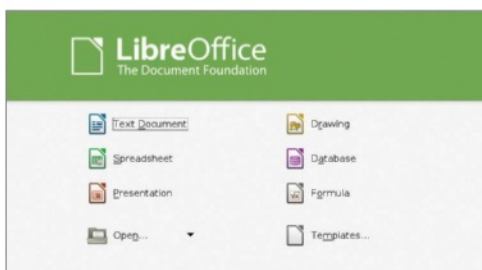 LibreOffice
The Document Foundation
Text Document
Drawing
Spreadsheet
Database
Presentation
Formula
Open...
Templates...